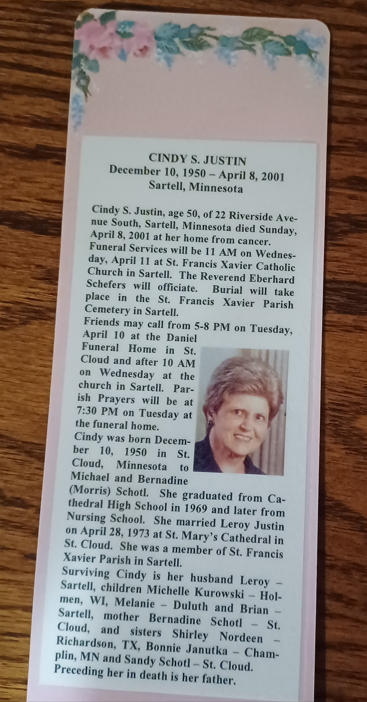 CINDY S. JUSTIN
December 10, 1950 – April 8, 2001
Sartell, Minnesota
Cindy S. Justin, age 50, of 22 Riverside Ave-
nue South, Sartell, Minnesota died Sunday,
April 8, 2001 at her home from cancer.
Funeral Services will be 11 AM on Wednes-
day, April 11 at St. Francis Xavier Catholic
Church in Sartell. The Reverend Eberhard
Schefers will officiate. Burial will take
place in the St. Francis Xavier Parish
Cemetery in Sartell.
Friends may call from 5-8 PM on Tuesday,
April 10 at the Daniel
Funeral Home in St.
Cloud and after 10 AM
on Wednesday at the
church in Sartell. Par-
ish Prayers will be at
7:30 PM on Tuesday at
the funeral home.
Cindy was born Decem-
ber 10, 1950 in St.
Cloud, Minnesota to
Michael and Bernadine
(Morris) Schotl. She graduated from Ca-
thedral High School in 1969 and later from
Nursing School. She married Leroy Justin
on April 28, 1973 at St. Mary's Cathedral in
St. Cloud. She was a member of St. Francis
Xavier Parish in Sartell.
Surviving Cindy is her husband Leroy –
Sartell, children Michelle Kurowski – Hol-
men, WI, Melanie – Duluth and Brian –
Sartell, mother Bernadine Schotl – St.
Cloud, and sisters Shirley Nordeen –
Richardson, TX, Bonnie Janutka – Cham-
plin, MN and Sandy Schotl – St. Cloud.
Preceding her in death is her father.